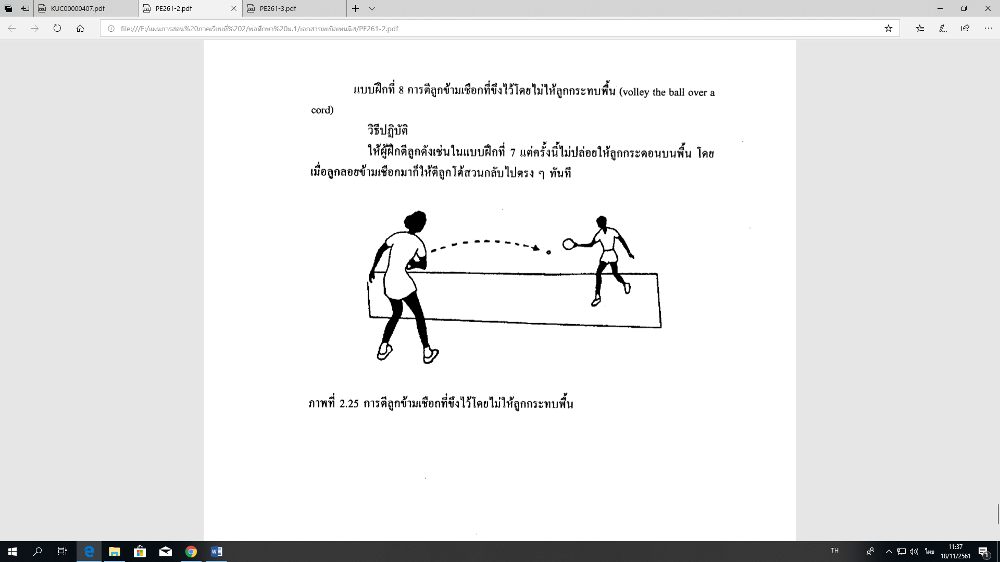 KUC00000407.pdf
PE261-2.pdf
PE261-3.pdf
file:///E:/แผนการสอน%20ภาคเรียนที่%202/พลศึกษา%20ม.1/เอกสารเทเบิลเทนนิส/PE261-2.pdf
แบบฝึกที่ 8 การตีลูกข้ามเชือกที่ขึงไว้โดยไม่ให้ลูกกระทบพื้น (volley the ball over a
cord)
วิธีปฏิบัติ
ให้ผู้ฝึกตีลูกดังเช่นในแบบฝึกที่ 7 แต่ครั้งนี้ไม่ปล่อยให้ลูกกระดอนบนพื้น โดย
เมื่อลูกลอยข้ามเชือกมาก็ให้ตีลูกโต้สวนกลับไปตรง ๆ ทันที
ภาพที่ 2.25 การตีลูกข้ามเชือกที่ขึงไว้โดยไม่ให้ลูกกระทบพื้น
TH
ไทย
11:37
18/11/2561
1